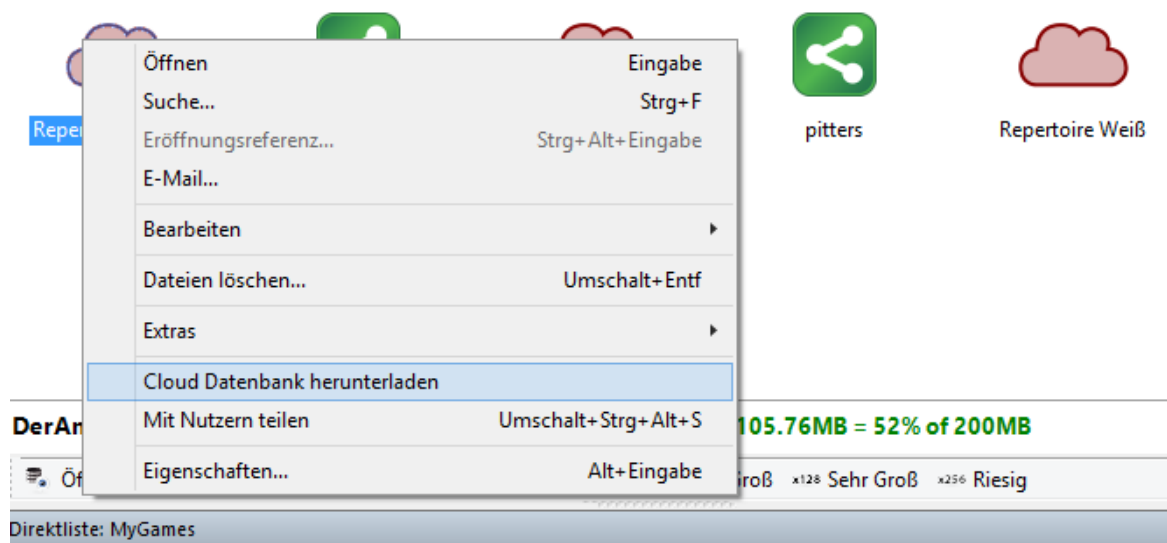 Öffnen Eingabe
Suche... Strg+F
Repe pitters Repertoire Weiß
Eröffnungsreferenz... Strg+Alt+Eingabe
E-Mail...
Bearbeiten
Dateien löschen... Umschalt+Entf
Extras
Cloud Datenbank herunterladen
DerAn Mit Nutzern teilen Umschalt+Strg+Alt+S 105.76MB = 52% of 200MB
Öf Eigenschaften... Alt+Eingabe roß x128 Sehr Groß x256 Riesig
Direktliste: MyGames